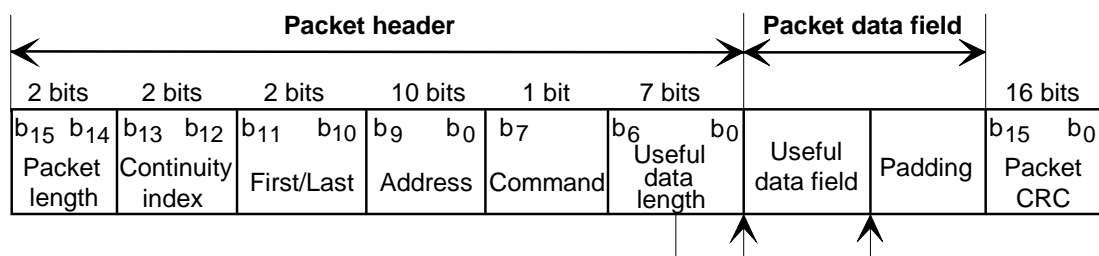 Packet header Packet data field
2 bits 2 bits 2 bits 10 bits 1 bit 7 bits 16 bits
b15 b14 b13 b12 b11 b10 b9 b0 b7 b6 b0 b15 b0
Packet length
Continuity index
First/Last
Address
Command
Useful data length
Useful data field
Padding
Packet CRC